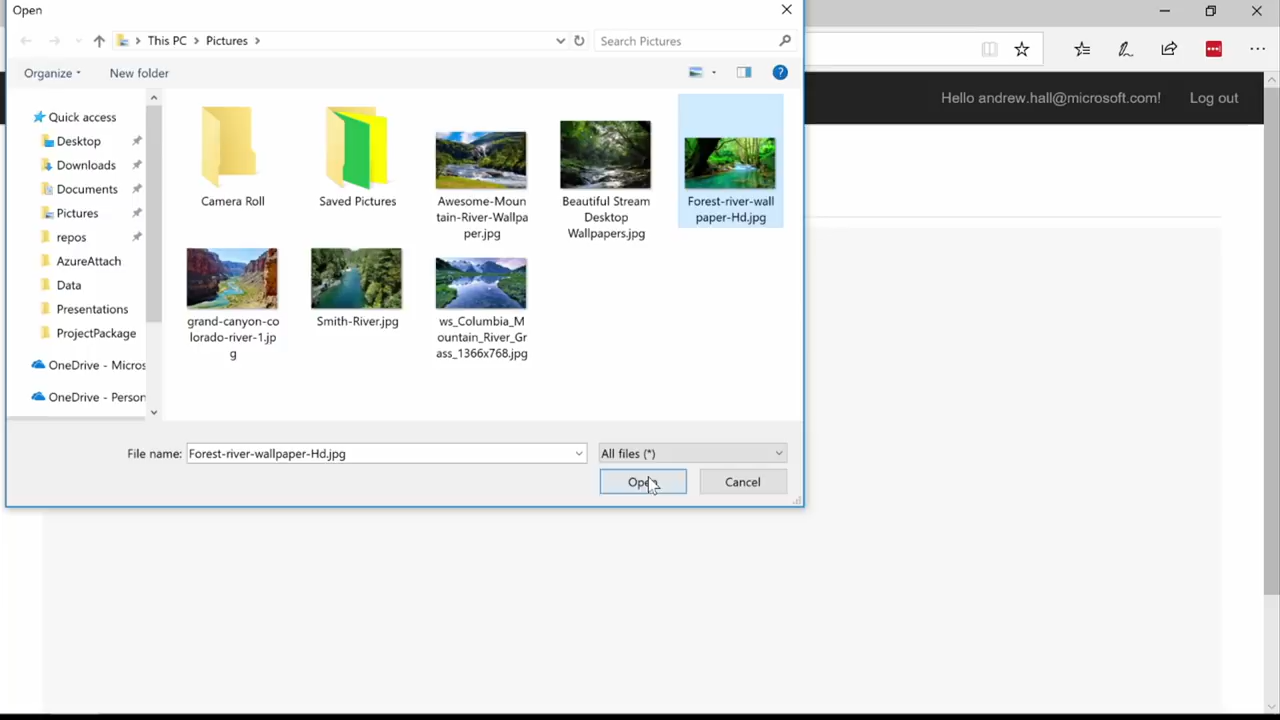 Open
This PC
Pictures
Search Pictures
Organize
New folder
Hello andrew.hall@microsoft.com!
Log out
Quick access
Desktop
Downloads
Documents
Pictures
repos
AzureAttach
Data
Presentations
ProjectPackage
OneDrive - Micros
OneDrive - Person
Camera Roll
Saved Pictures
Awesome-Moun
tain-River-Wallpa
per.jpg
Beautiful Stream
Desktop
Wallpapers.jpg
Forest-river-wall
paper-Hd.jpg
grand-canyon-co
lorado-river-1.jp
g
Smith-River.jpg
ws_Columbia_M
ountain_River_Gr
ass_1366x768.jpg
File name:
Forest-river-wallpaper-Hd.jpg
All files (*)
Open
Cancel